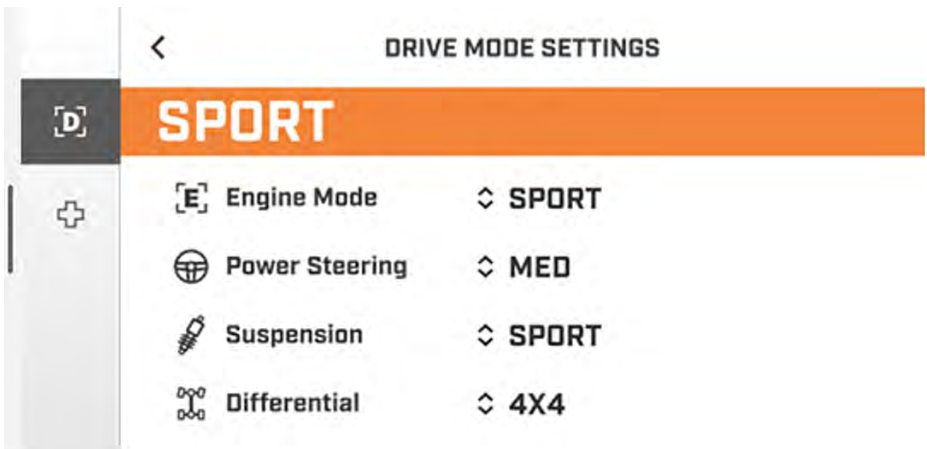 DRIVE MODE SETTINGS
[D]
SPORT
[E] Engine Mode SPORT
Power Steering MED
Suspension SPORT
Differential 4X4